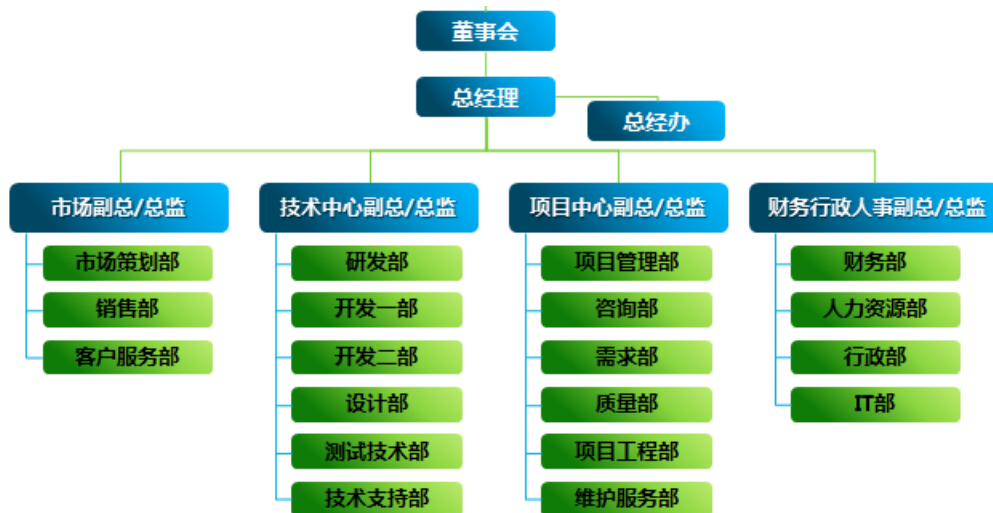 董事会
总经理
总经办
市场副总/总监
技术中心副总/总监
项目中心副总/总监
财务行政人事副总/总监
市场策划部
销售部
客户服务部
研发部
开发一部
开发二部
设计部
测试技术部
技术支持部
项目管理部
咨询部
需求部
质量部
项目工程部
维护服务部
财务部
人力资源部
行政部
IT部